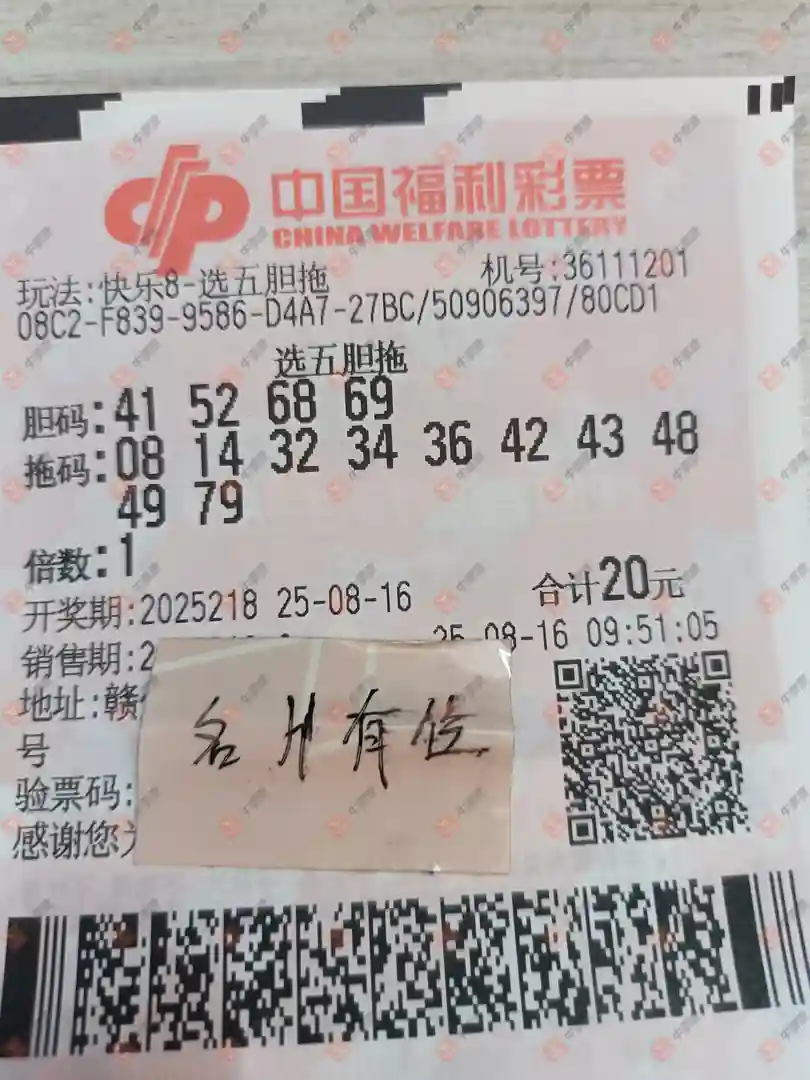 中国福利彩票
CHINA WELFARE LOTTERY
玩法:快乐8-选五胆拖 机号:36111201
08C2-F839-9586-D4A7-27BC/50906397/80CD1
选五胆拖
胆码:41 52 68 69
拖码:08 14 32 34 36 42 43 48
49 79
倍数:1 合计20元
开奖期:2025218 25-08-16
销售期:2 25-08-16 09:51:05
地址:赣
号
验票码:
感谢您为
名州有位